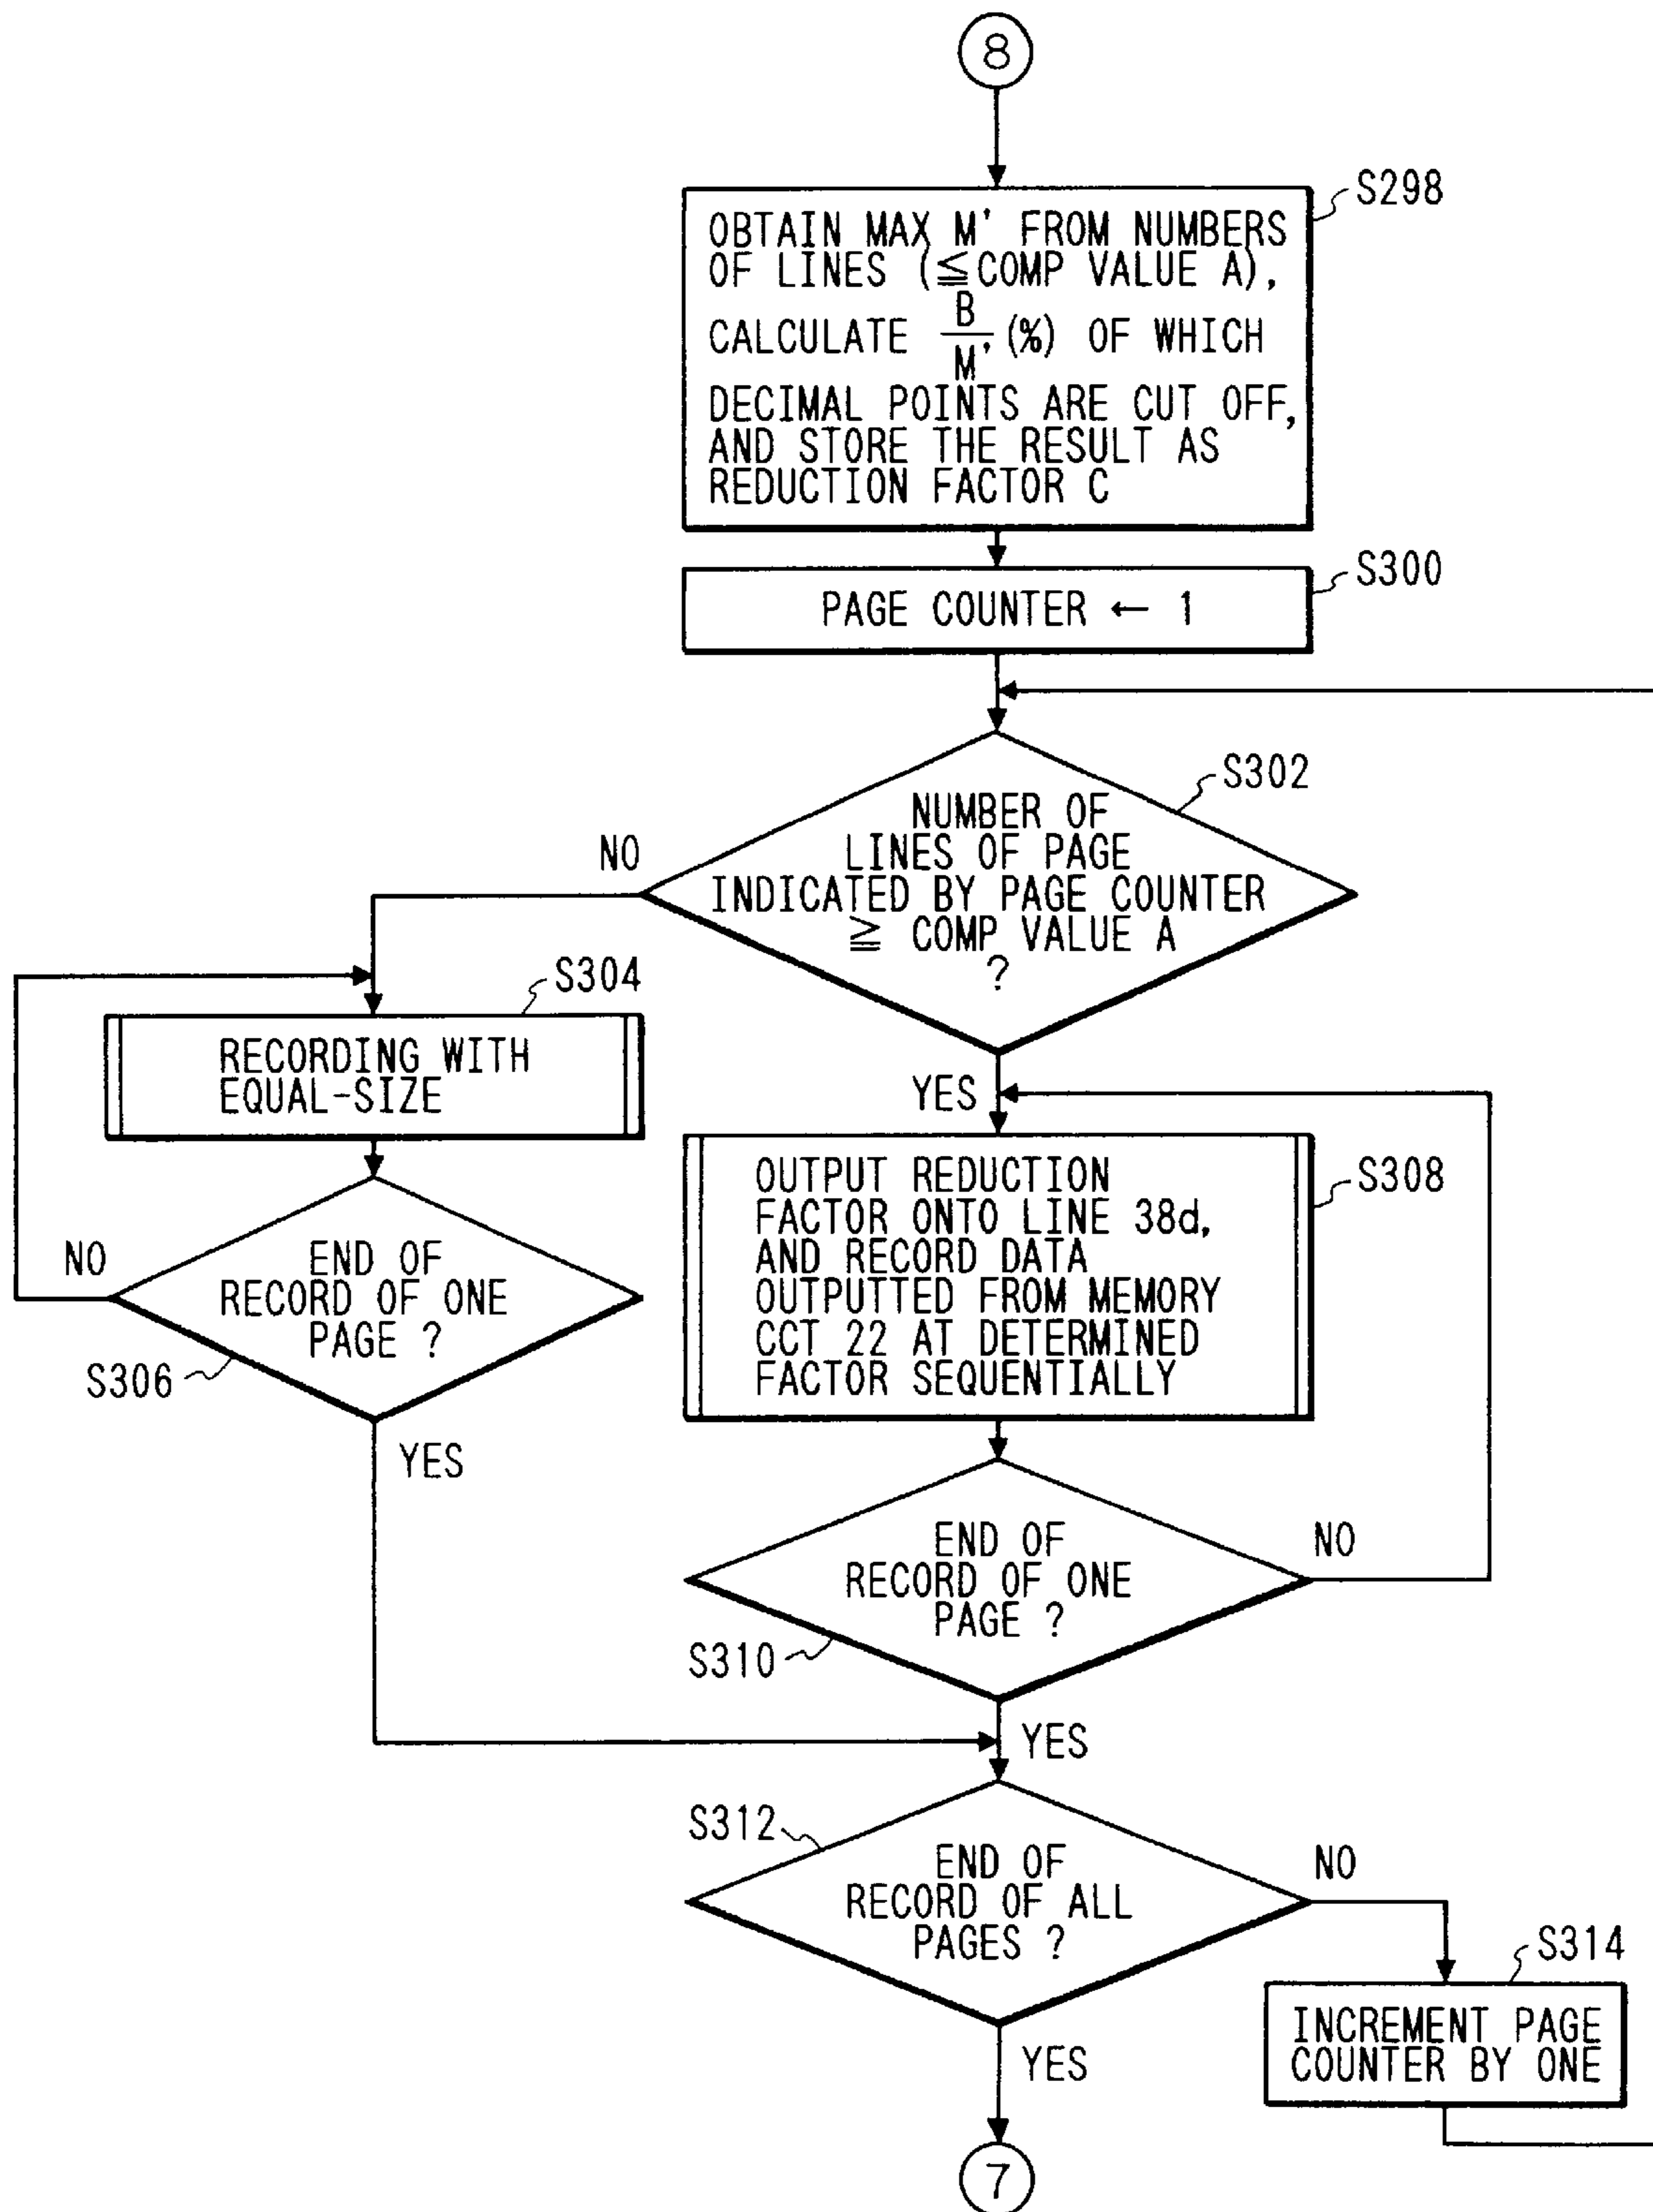 8
S298
OBTAIN MAX M' FROM NUMBERS
OF LINES (≦COMP VALUE A),
CALCULATE B/M' (%) OF WHICH
DECIMAL POINTS ARE CUT OFF,
AND STORE THE RESULT AS
REDUCTION FACTOR C
S300
PAGE COUNTER ← 1
S302
NUMBER OF
LINES OF PAGE
INDICATED BY PAGE COUNTER
≧ COMP VALUE A
?
NO
YES
S304
RECORDING WITH
EQUAL-SIZE
END OF
RECORD OF ONE
PAGE ?
NO
S306
YES
S308
OUTPUT REDUCTION
FACTOR ONTO LINE 38d,
AND RECORD DATA
OUTPUTTED FROM MEMORY
CCT 22 AT DETERMINED
FACTOR SEQUENTIALLY
END OF
RECORD OF ONE
PAGE ?
NO
S310
YES
S312
END OF
RECORD OF ALL
PAGES ?
NO
S314
INCREMENT PAGE
COUNTER BY ONE
YES
7